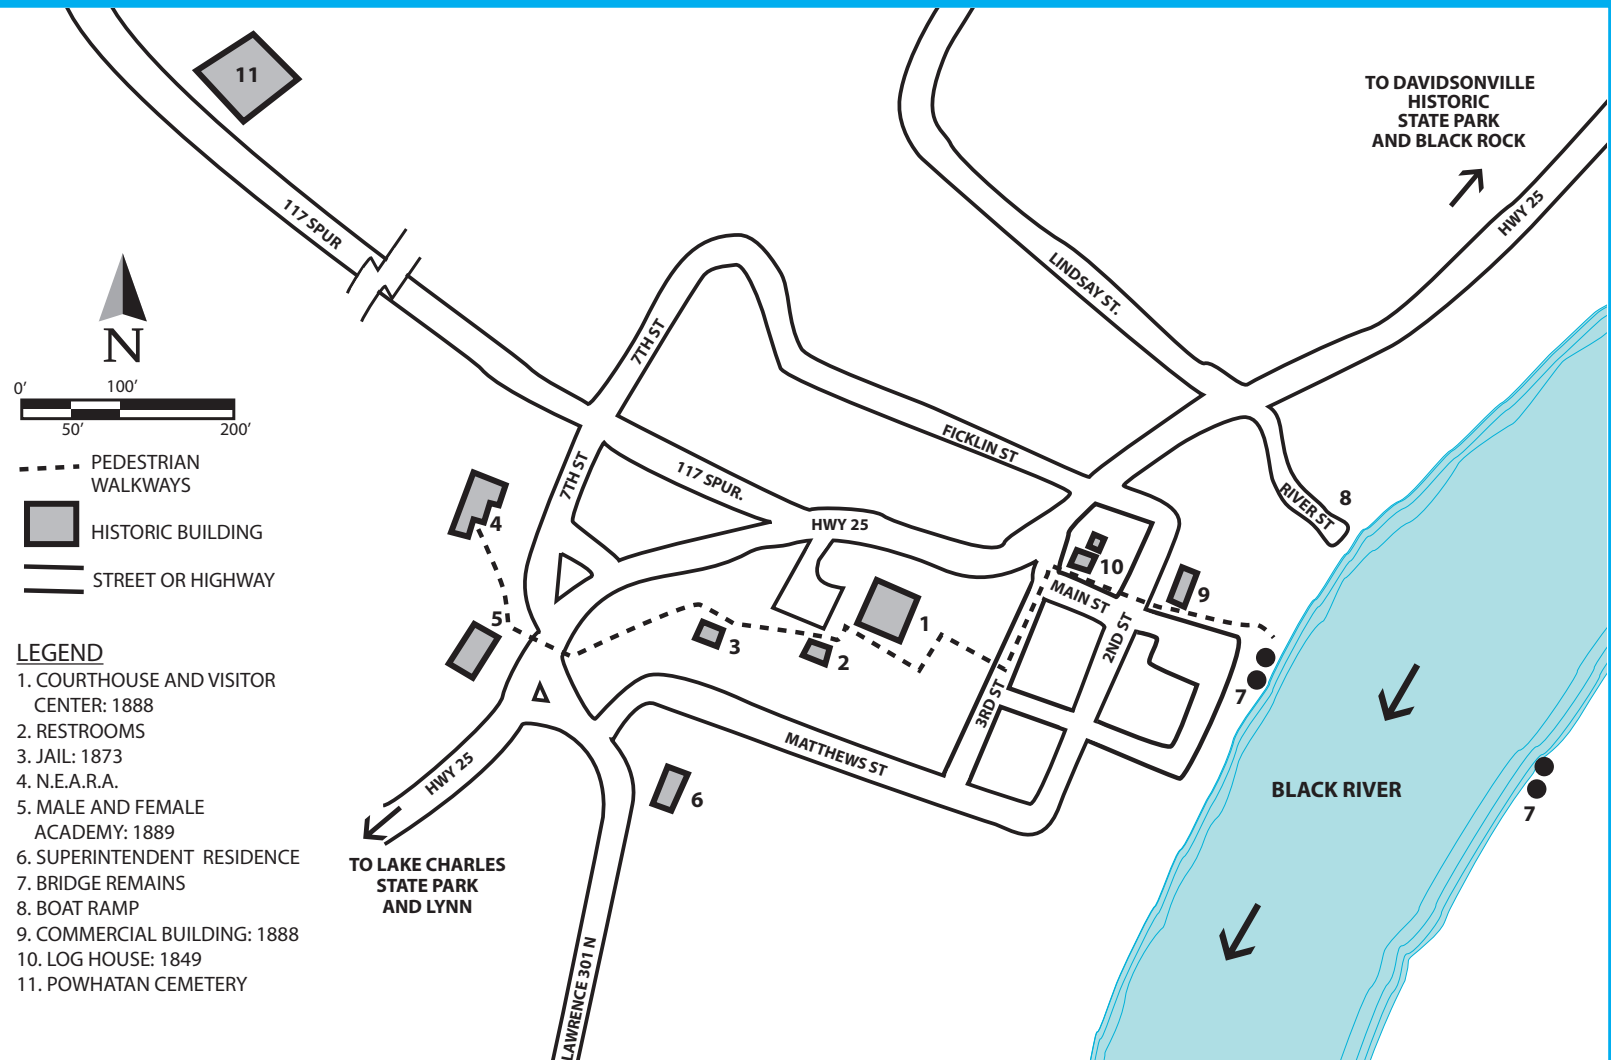 11
TO DAVIDSONVILLE
HISTORIC
STATE PARK
AND BLACK ROCK
HWY 25
117 SPUR
LINDSAY ST.
N
0’
100’
50’
200’
PEDESTRIAN
WALKWAYS
HISTORIC BUILDING
STREET OR HIGHWAY
7TH ST
FICKLIN ST
7TH ST
117 SPUR.
HWY 25
RIVER ST
8
4
10
MAIN ST
9
5
1
2ND ST
3
2
3RD ST
7
MATTHEWS ST
HWY 25
6
BLACK RIVER
7
TO LAKE CHARLES
STATE PARK
AND LYNN
LAWRENCE 301 N
LEGEND
1. COURTHOUSE AND VISITOR
CENTER: 1888
2. RESTROOMS
3. JAIL: 1873
4. N.E.A.R.A.
5. MALE AND FEMALE
ACADEMY: 1889
6. SUPERINTENDENT RESIDENCE
7. BRIDGE REMAINS
8. BOAT RAMP
9. COMMERCIAL BUILDING: 1888
10. LOG HOUSE: 1849
11. POWHATAN CEMETERY